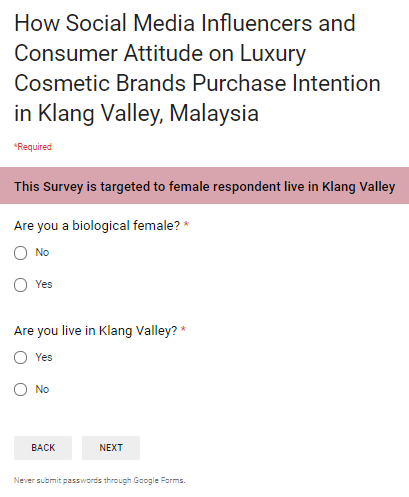 How Social Media Influencers and
Consumer Attitude on Luxury
Cosmetic Brands Purchase Intention
in Klang Valley, Malaysia
*Required
This Survey is targeted to female respondent live in Klang Valley
Are you a biological female? *
No
Yes
Are you live in Klang Valley? *
Yes
No
BACK NEXT
Never submit passwords through Google Forms.